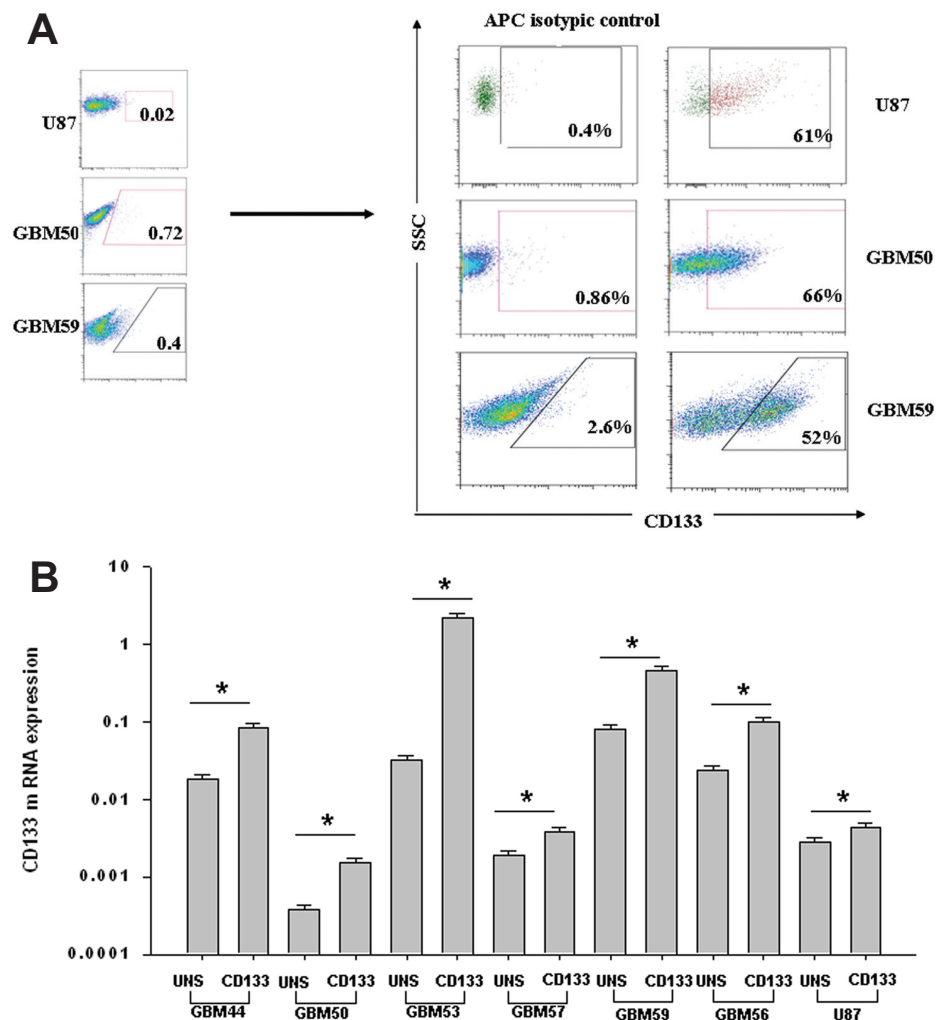 A
APC isotypic control
U87
0.02
GBM50
0.72
GBM59
0.4
SSC
0.4%
61%
U87
0.86%
66%
GBM50
2.6%
52%
GBM59
CD133
B
CD133 m RNA expression
10
1
0.1
0.01
0.001
0.0001
* * * * * * *
UNS CD133 UNS CD133 UNS CD133 UNS CD133 UNS CD133 UNS CD133 UNS CD133
GBM44 GBM50 GBM53 GBM57 GBM59 GBM56 U87